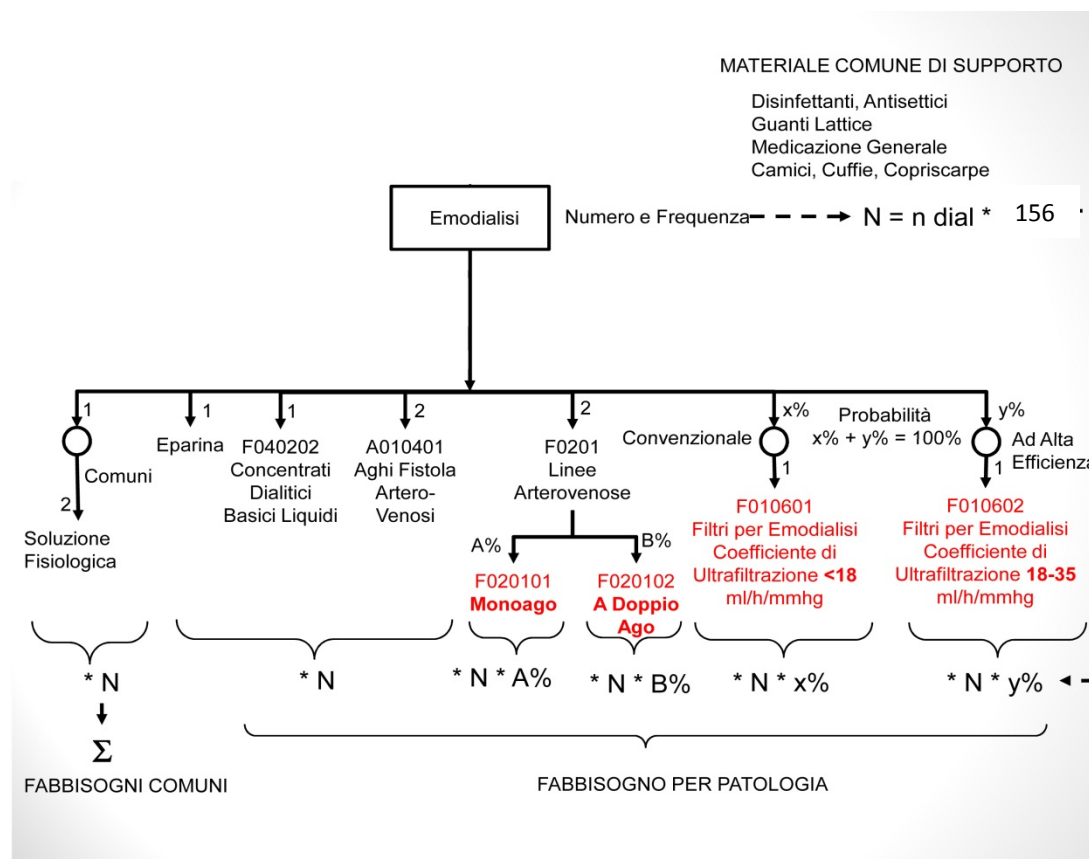 MATERIALE COMUNE DI SUPPORTO
Disinfettanti, Antisettici
Guanti Lattice
Medicazione Generale
Camici, Cuffie, Copriscarpe
Emodialisi
Numero e Frequenza
N = n dial * 156
1
Comuni
2
Soluzione
Fisiologica
1
Eparina
1
F040202
Concentrati
Dialitici
Basici Liquidi
2
A010401
Aghi Fistola
Artero-
Venosi
2
F0201
Linee
Arterovenose
A%
F020101
Monoago
B%
F020102
A Doppio
Ago
x%
Convenzionale
1
F010601
Filtri per Emodialisi
Coefficiente di
Ultrafiltrazione <18
ml/h/mmhg
Probabilità
x% + y% = 100%
y%
Ad Alta
Efficienza
1
F010602
Filtri per Emodialisi
Coefficiente di
Ultrafiltrazione 18-35
ml/h/mmhg
* N
* N
* N * A%
* N * B%
* N * x%
* N * y%
Σ
FABBISOGNI COMUNI
FABBISOGNO PER PATOLOGIA